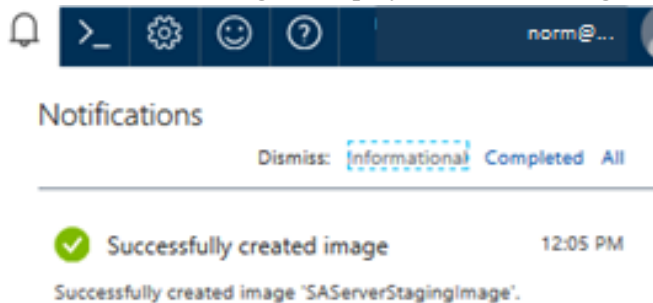 norm@...
Notifications
Dismiss: Informational Completed All
Successfully created image 12:05 PM
Successfully created image 'SAServerStagingImage'.